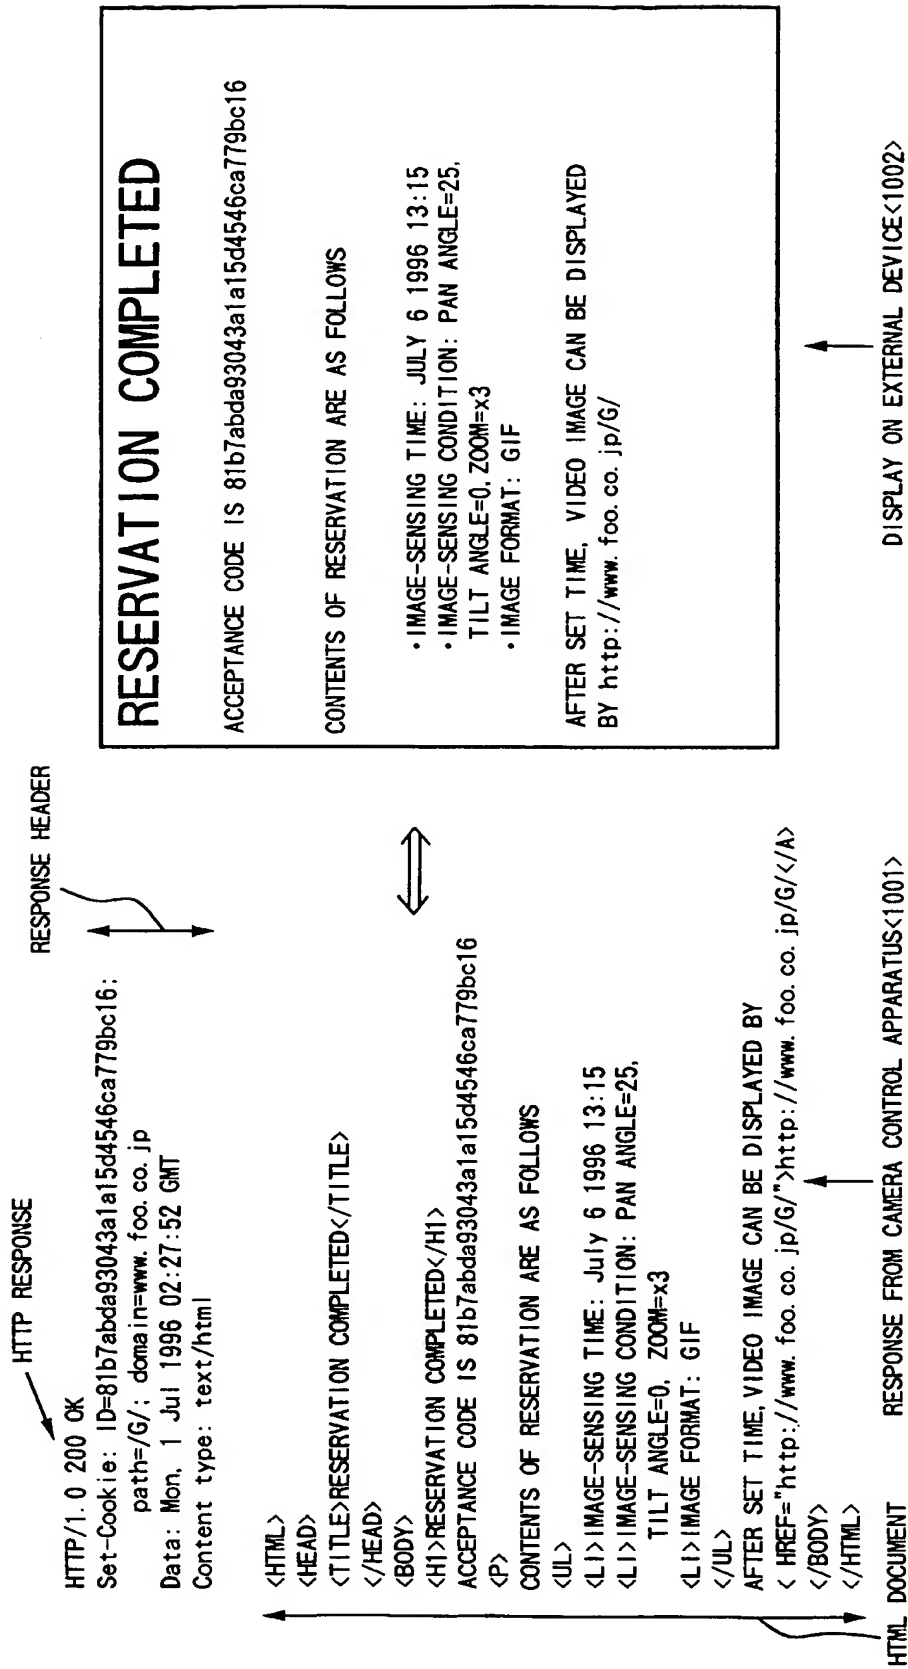 HTTP RESPONSE
HTTP/1.0 200 OK
Set-Cookie: ID=81b7abda93043a1a15d4546ca779bc16;
path=/G/; domain=www.foo.co.jp
Data: Mon, 1 Jul 1996 02:27:52 GMT
Content type: text/html
RESPONSE HEADER
<HTML>
<HEAD>
<TITLE>RESERVATION COMPLETED</TITLE>
</HEAD>
<BODY>
<H1>RESERVATION COMPLETED</H1>
ACCEPTANCE CODE IS 81b7abda93043a1a15d4546ca779bc16
<P>
CONTENTS OF RESERVATION ARE AS FOLLOWS
<UL>
<LI>IMAGE-SENSING TIME: July 6 1996 13:15
<LI>IMAGE-SENSING CONDITION: PAN ANGLE=25,
TILT ANGLE=0, ZOOM=x3
<LI>IMAGE FORMAT: GIF
</UL>
AFTER SET TIME, VIDEO IMAGE CAN BE DISPLAYED BY
< HREF="http://www.foo.co.jp/G/">http://www.foo.co.jp/G/</A>
</BODY>
</HTML>
HTML DOCUMENT
RESPONSE FROM CAMERA CONTROL APPARATUS<1001>
RESERVATION COMPLETED
ACCEPTANCE CODE IS 81b7abda93043a1a15d4546ca779bc16
CONTENTS OF RESERVATION ARE AS FOLLOWS
・IMAGE-SENSING TIME: JULY 6 1996 13:15
・IMAGE-SENSING CONDITION: PAN ANGLE=25,
TILT ANGLE=0, ZOOM=x3
・IMAGE FORMAT: GIF
AFTER SET TIME, VIDEO IMAGE CAN BE DISPLAYED
BY http://www.foo.co.jp/G/
DISPLAY ON EXTERNAL DEVICE<1002>